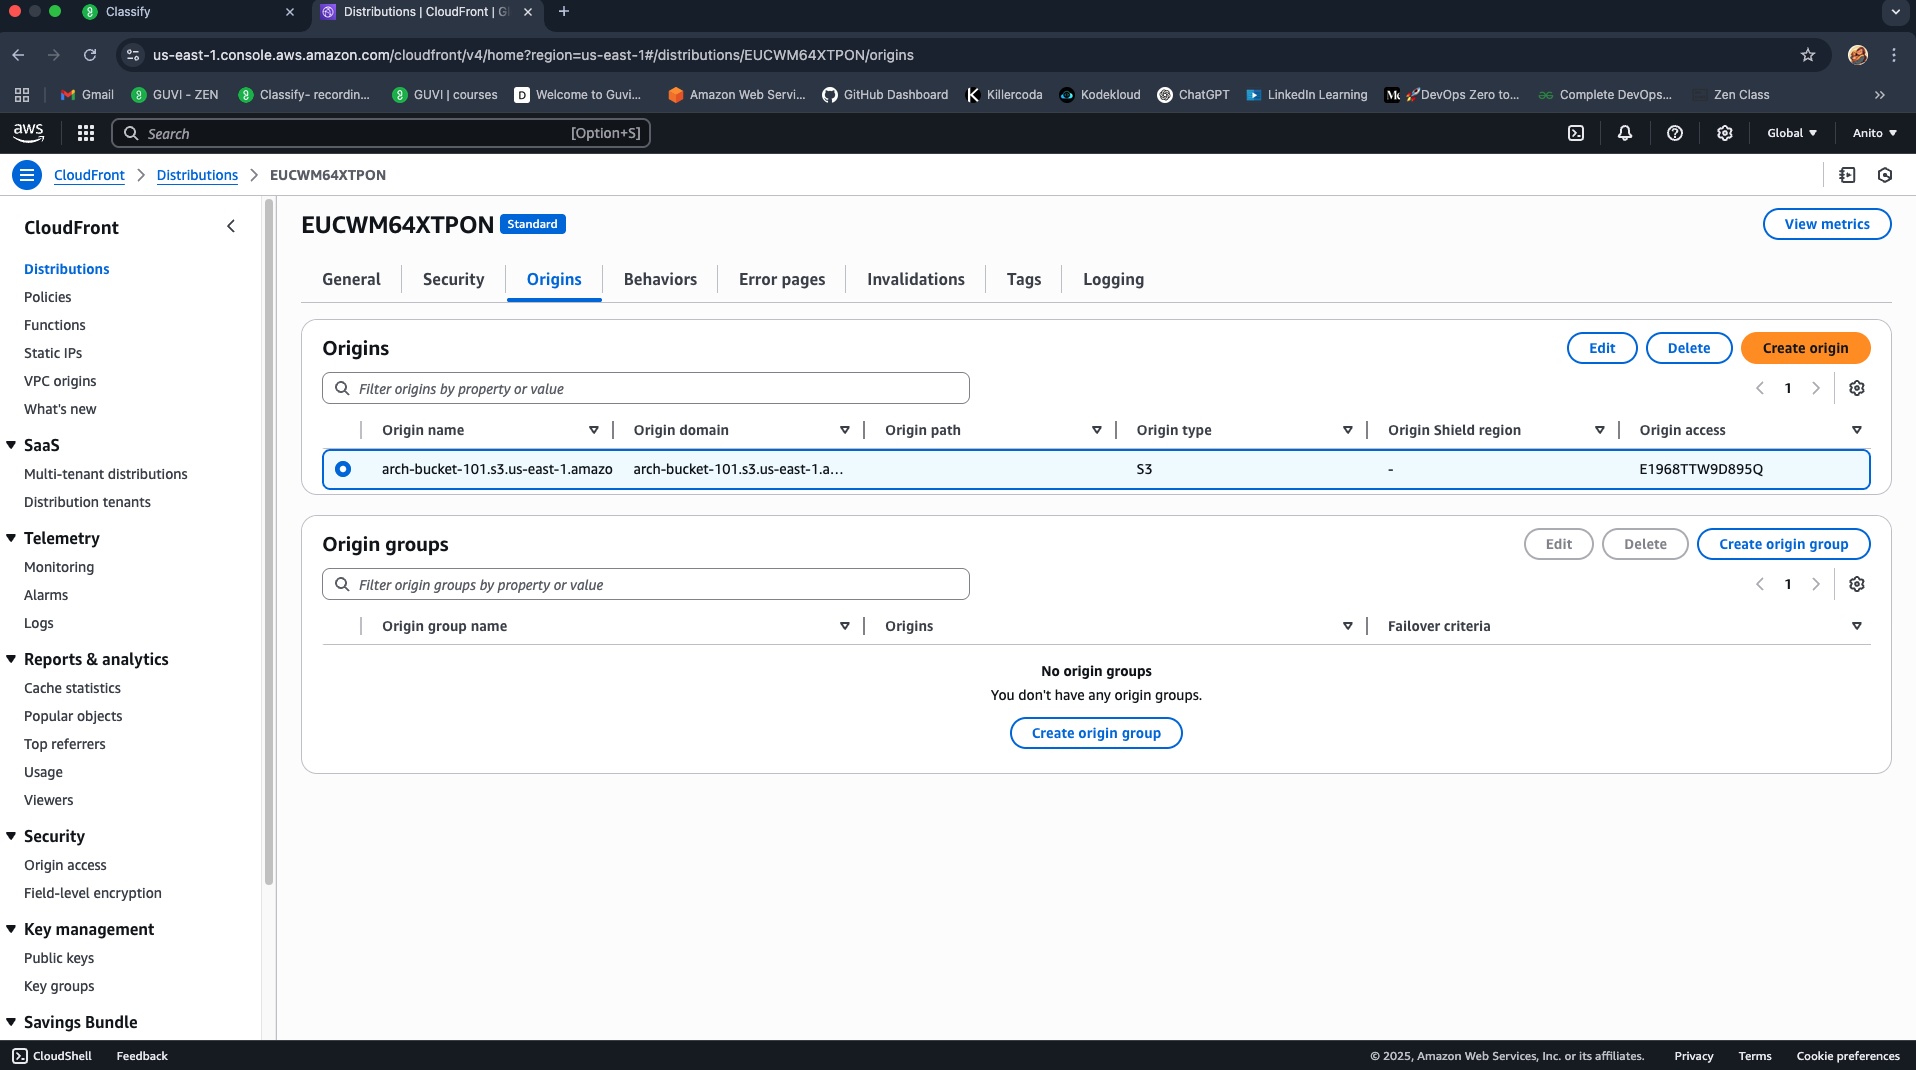 Classify
Distributions | CloudFront | Gl
us-east-1.console.aws.amazon.com/cloudfront/v4/home?region=us-east-1#/distributions/EUCWM64XTPON/origins
Gmail GUVI - ZEN Classify- recordin... GUVI | courses Welcome to Guvi... Amazon Web Servi... GitHub Dashboard Killercoda Kodekloud ChatGPT LinkedIn Learning 🚀DevOps Zero to... Complete DevOps... Zen Class
aws Search [Option+S] Global Anito
CloudFront Distributions EUCWM64XTPON
CloudFront
Distributions
Policies
Functions
Static IPs
VPC origins
What's new
SaaS
Multi-tenant distributions
Distribution tenants
Telemetry
Monitoring
Alarms
Logs
Reports & analytics
Cache statistics
Popular objects
Top referrers
Usage
Viewers
Security
Origin access
Field-level encryption
Key management
Public keys
Key groups
Savings Bundle
EUCWM64XTPON Standard View metrics
General Security Origins Behaviors Error pages Invalidations Tags Logging
Origins Edit Delete Create origin
Filter origins by property or value 1
Origin name Origin domain Origin path Origin type Origin Shield region Origin access
arch-bucket-101.s3.us-east-1.amazo arch-bucket-101.s3.us-east-1.a... S3 - E1968TTW9D895Q
Origin groups Edit Delete Create origin group
Filter origin groups by property or value 1
Origin group name Origins Failover criteria
No origin groups
You don't have any origin groups.
Create origin group
CloudShell Feedback © 2025, Amazon Web Services, Inc. or its affiliates. Privacy Terms Cookie preferences